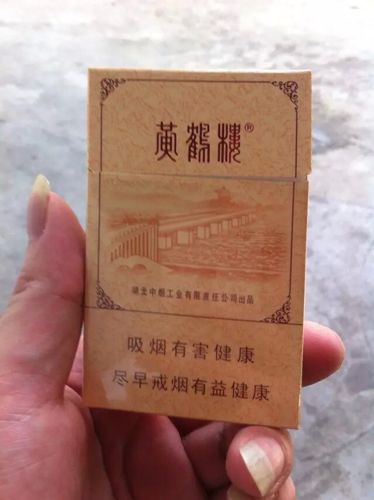 黄鹤楼®
湖北中烟工业有限责任公司出品
吸烟有害健康
尽早戒烟有益健康